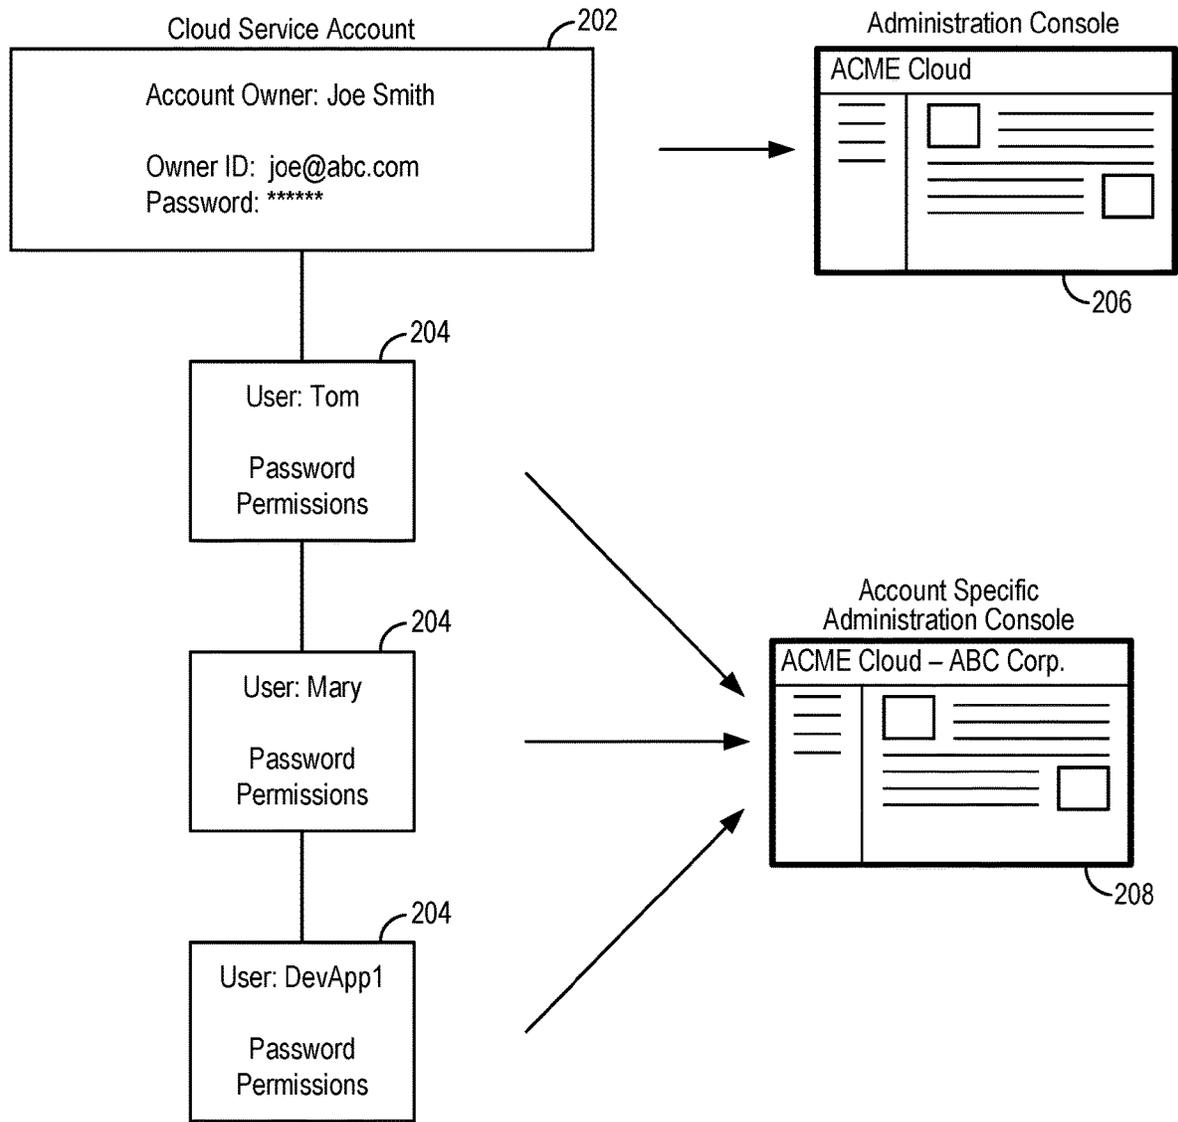 Cloud Service Account
202
Account Owner: Joe Smith
Owner ID: joe@abc.com
Password: ******
Administration Console
ACME Cloud
206
204
User: Tom
Password
Permissions
204
User: Mary
Password
Permissions
Account Specific
Administration Console
ACME Cloud – ABC Corp.
208
204
User: DevApp1
Password
Permissions